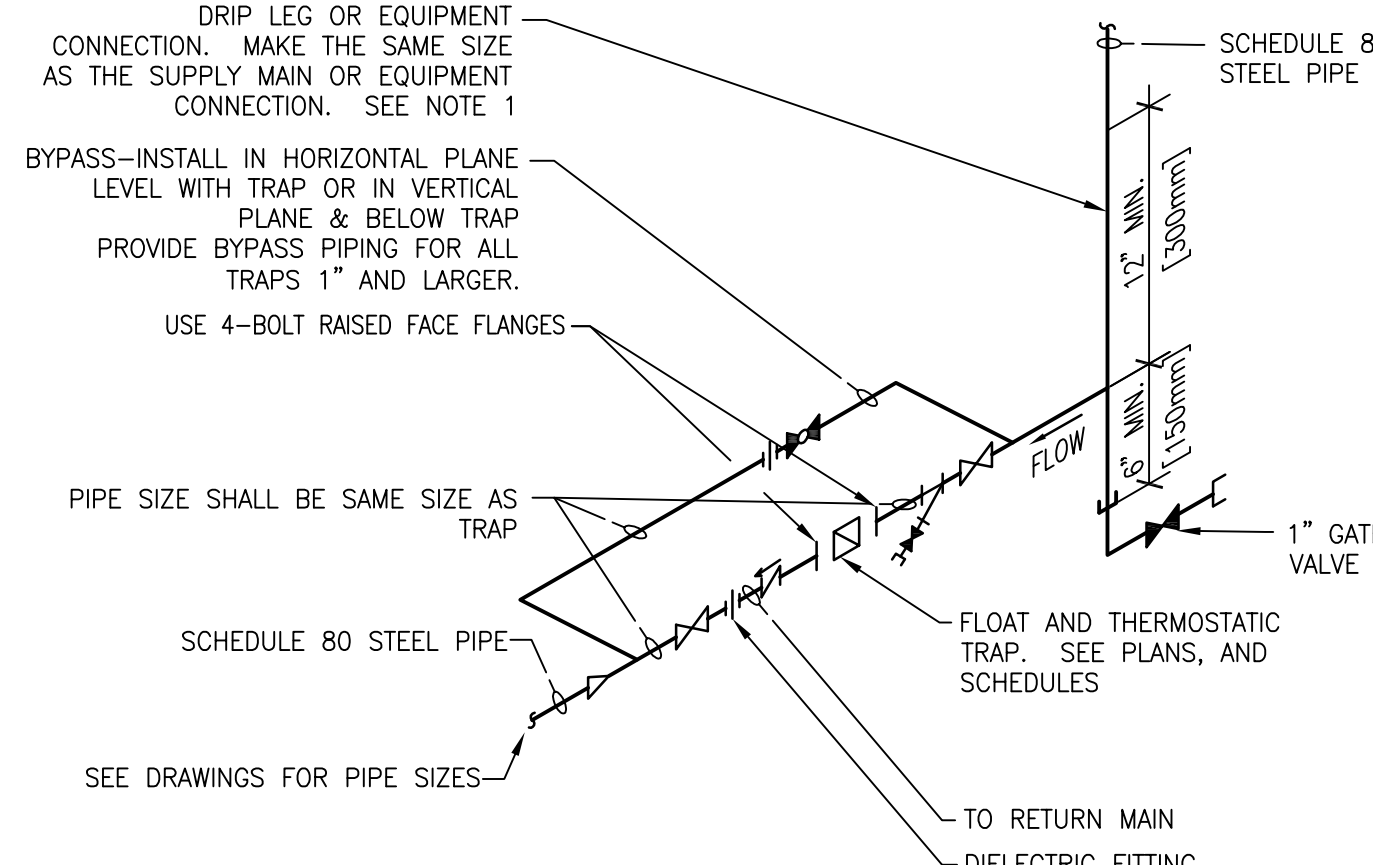 DRIP LEG OR EQUIPMENT
CONNECTION. MAKE THE SAME SIZE
AS THE SUPPLY MAIN OR EQUIPMENT
CONNECTION. SEE NOTE 1
SCHEDULE 8
STEEL PIPE
BYPASS-INSTALL IN HORIZONTAL PLANE
LEVEL WITH TRAP OR IN VERTICAL
PLANE & BELOW TRAP
PROVIDE BYPASS PIPING FOR ALL
TRAPS 1" AND LARGER.
12" MIN.
[300mm]
USE 4-BOLT RAISED FACE FLANGES
6" MIN.
[150mm]
FLOW
PIPE SIZE SHALL BE SAME SIZE AS
TRAP
1" GAT
VALVE
FLOAT AND THERMOSTATIC
TRAP. SEE PLANS, AND
SCHEDULES
SCHEDULE 80 STEEL PIPE
SEE DRAWINGS FOR PIPE SIZES
TO RETURN MAIN
DIELECTRIC FITTING